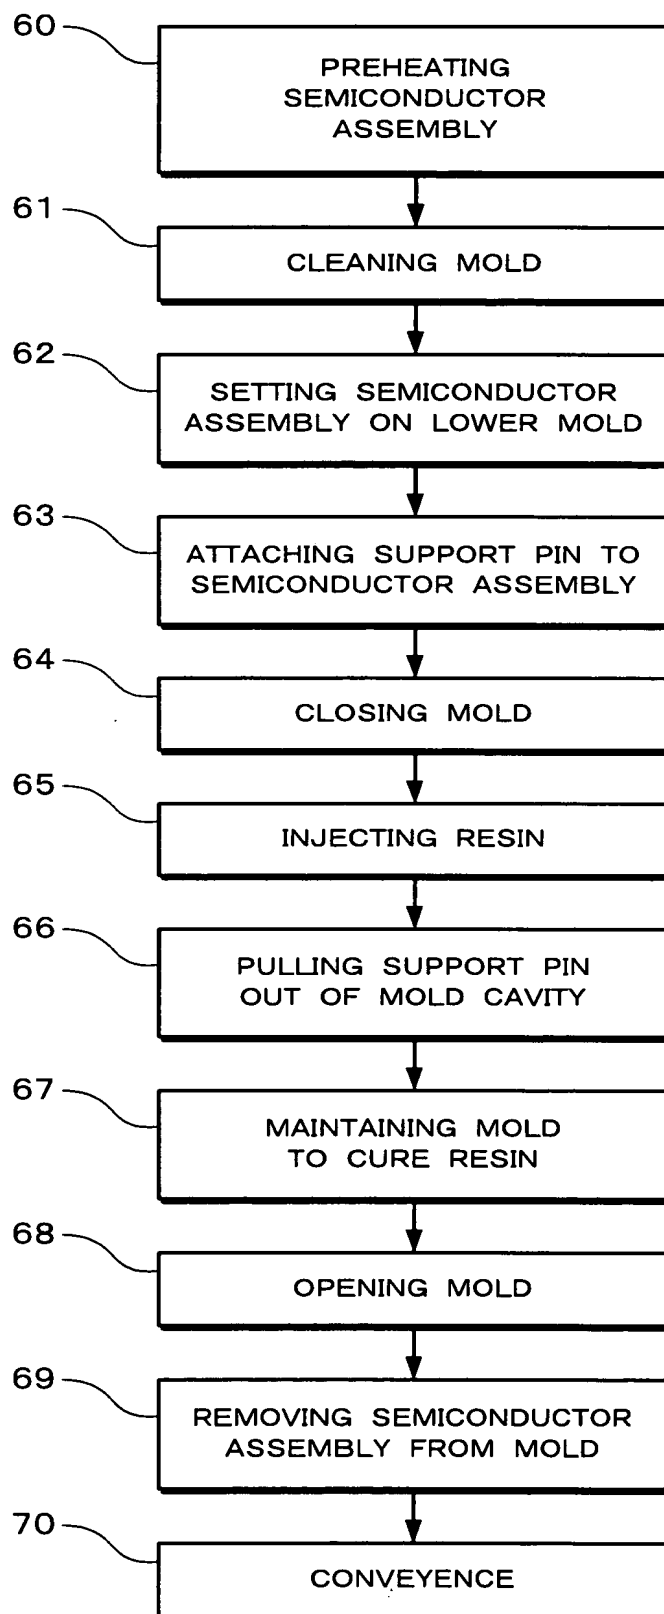 60
PREHEATING
SEMICONDUCTOR
ASSEMBLY
61
CLEANING MOLD
62
SETTING SEMICONDUCTOR
ASSEMBLY ON LOWER MOLD
63
ATTACHING SUPPORT PIN TO
SEMICONDUCTOR ASSEMBLY
64
CLOSING MOLD
65
INJECTING RESIN
66
PULLING SUPPORT PIN
OUT OF MOLD CAVITY
67
MAINTAINING MOLD
TO CURE RESIN
68
OPENING MOLD
69
REMOVING SEMICONDUCTOR
ASSEMBLY FROM MOLD
70
CONVEYENCE